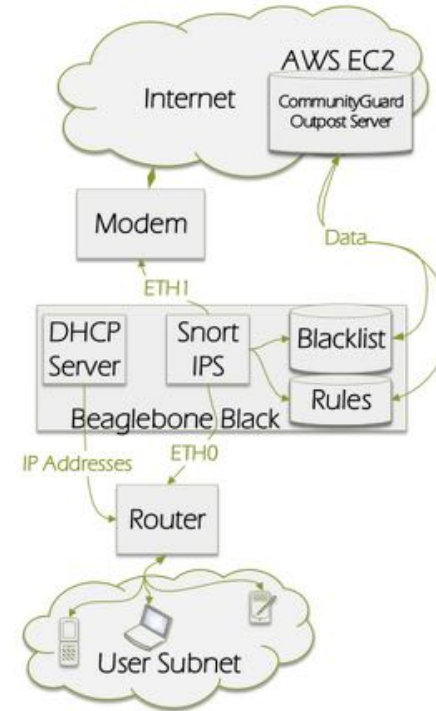 AWS EC2
Internet
CommunityGuard
Outpost Server
Modem
Data
ETH1
DHCP
Server
Snort
IPS
Blacklist
Rules
Beaglebone Black
IP Addresses
ETH0
Router
User Subnet